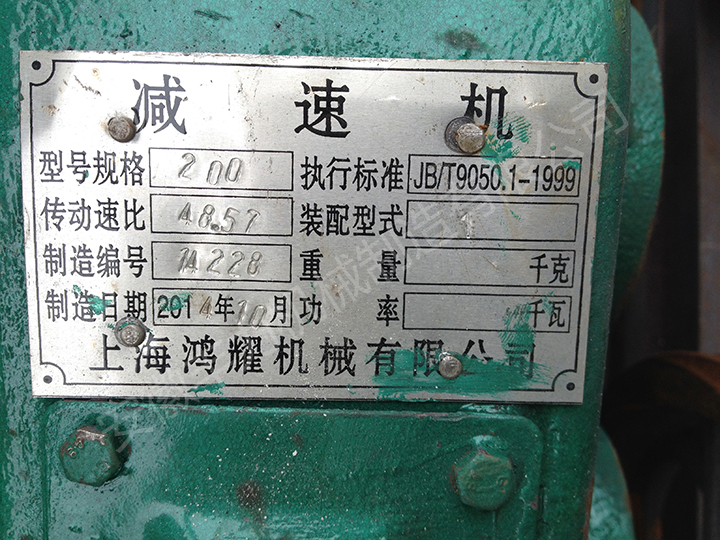 减速机
型号规格 200 执行标准 JB/T9050.1-1999
传动速比 48.57 装配型式 1
制造编号 14228 重量 千克
制造日期 2014年10月 功率 千瓦
上海鸿耀机械有限公司